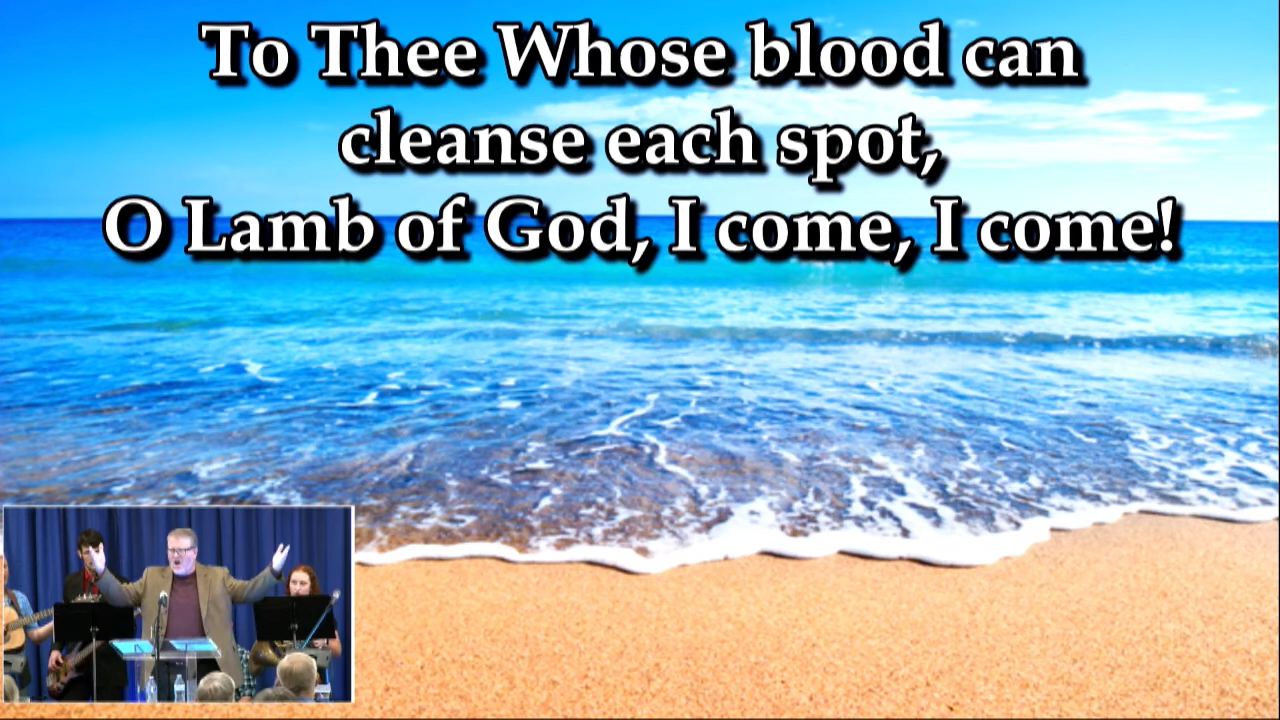 To Thee Whose blood can
cleanse each spot,
O Lamb of God, I come, I come!